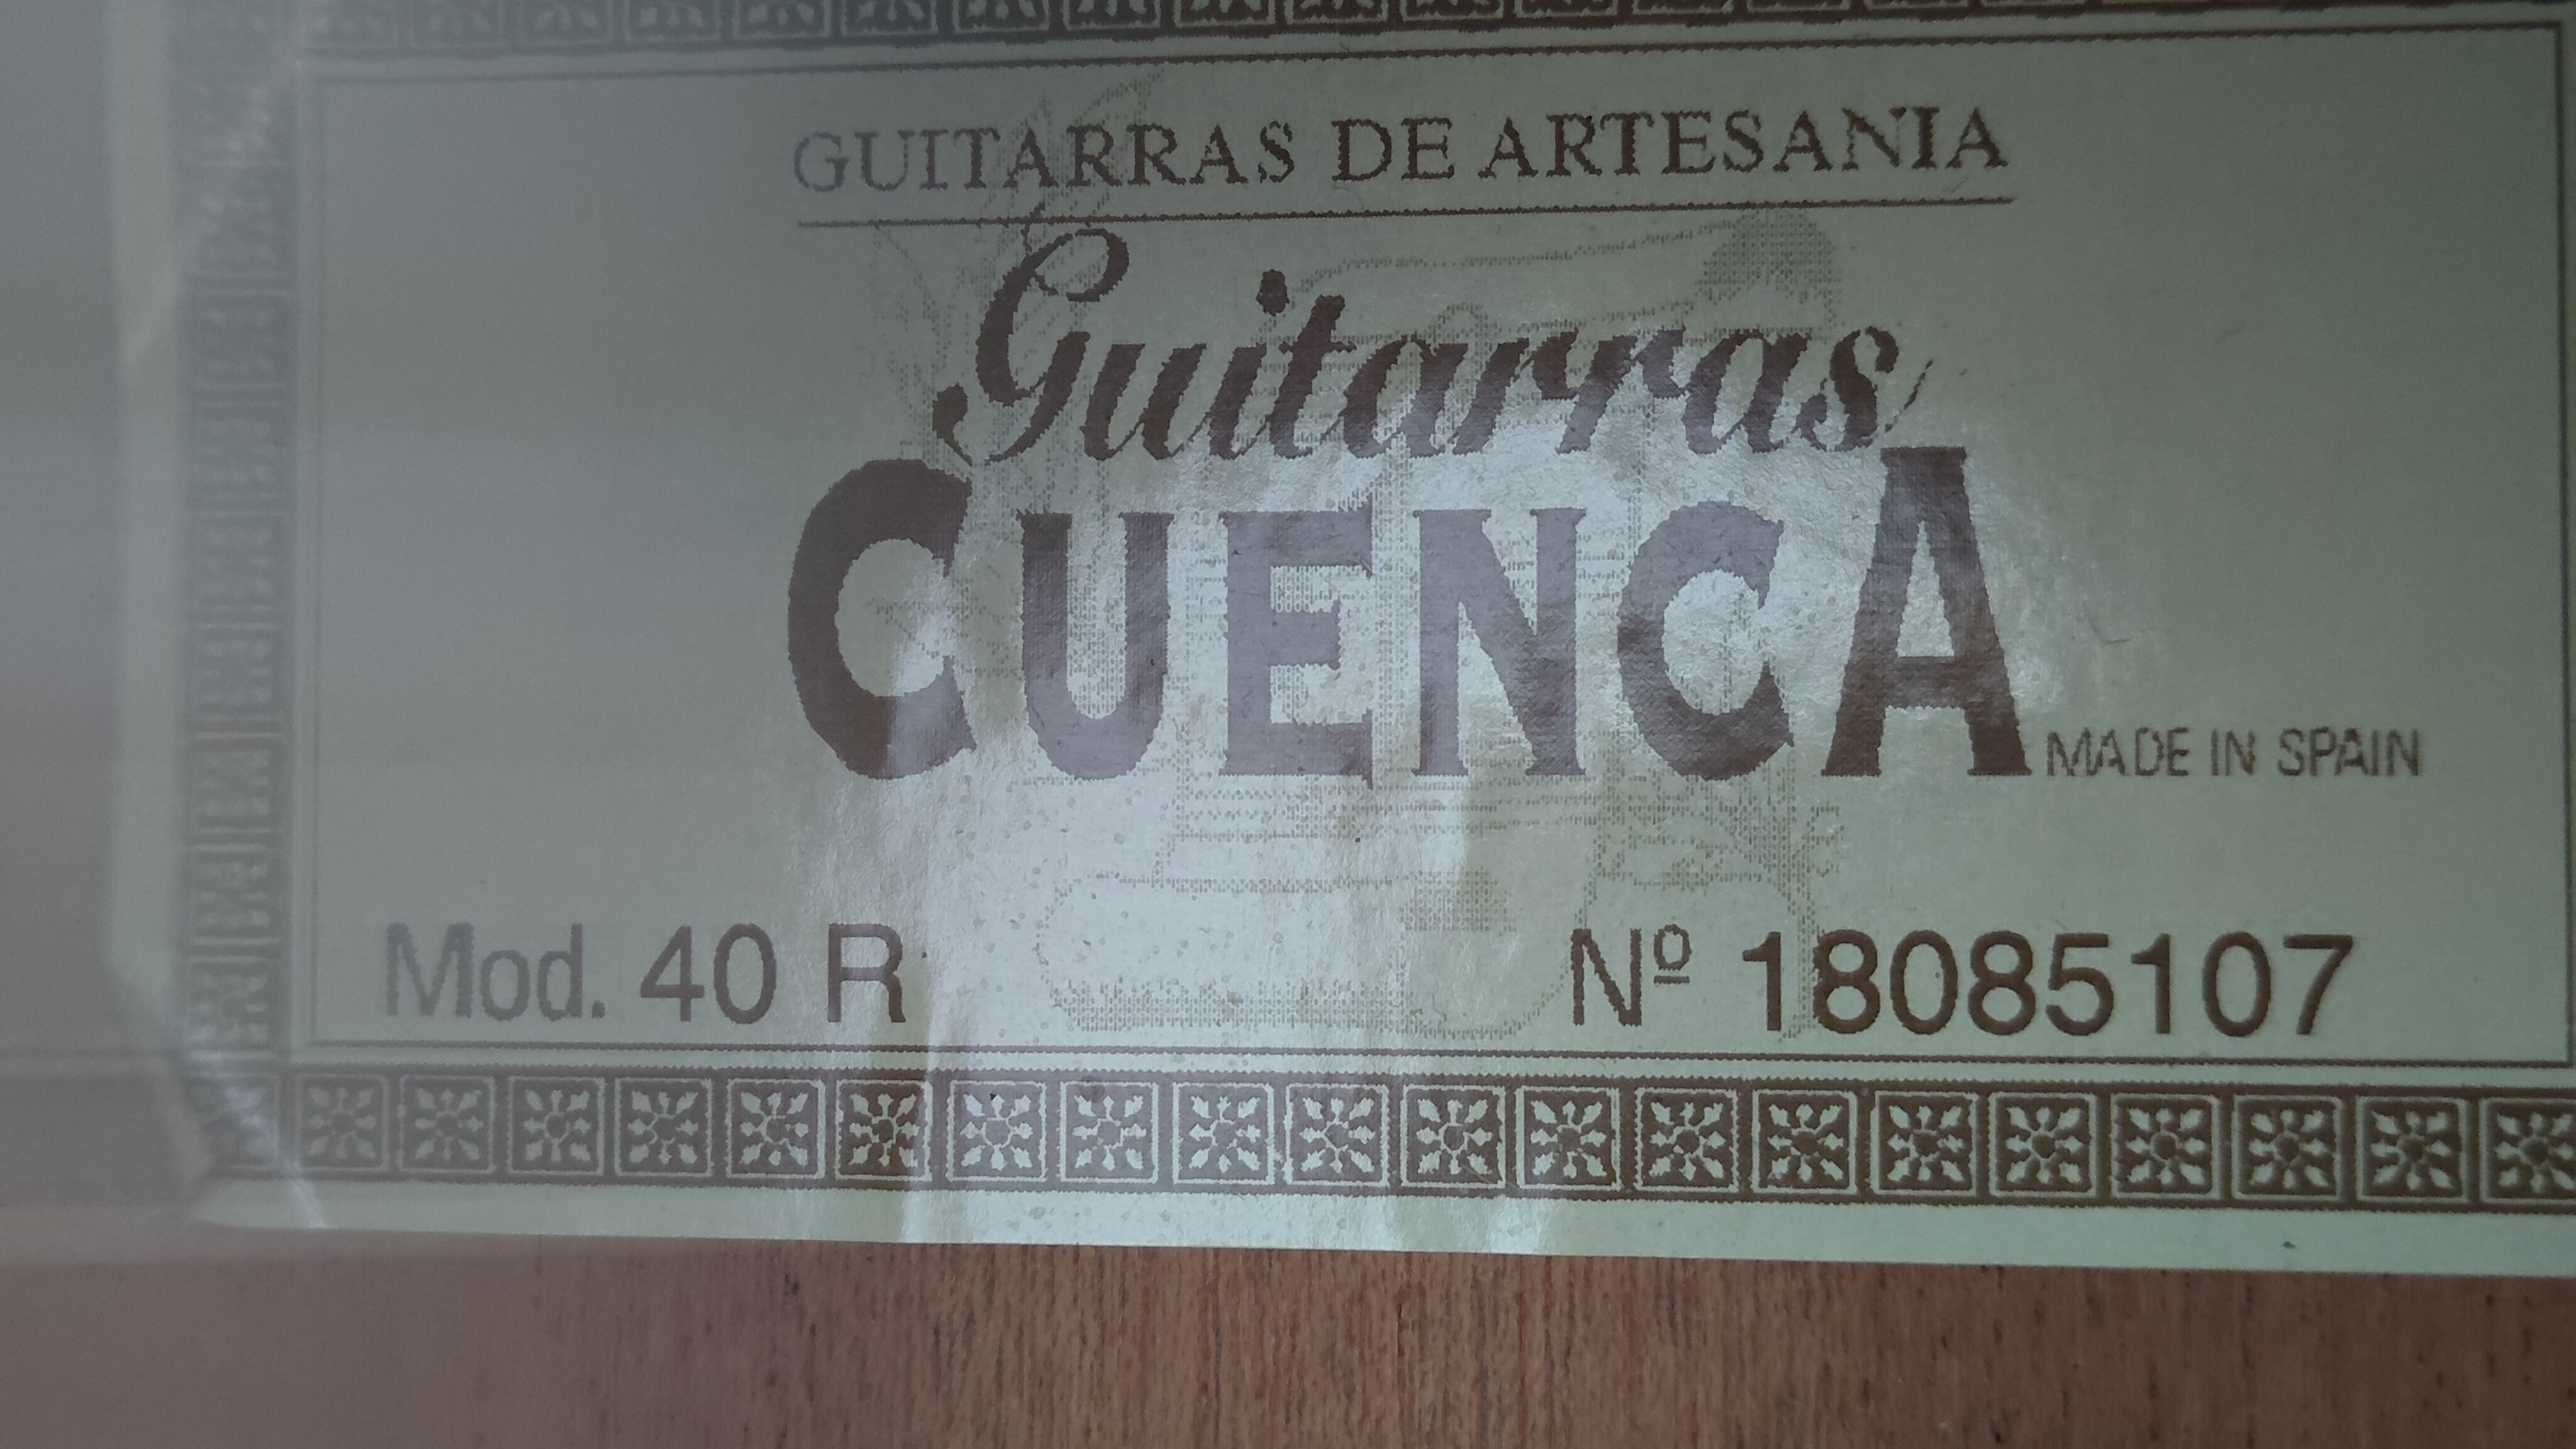 GUITARRAS DE ARTESANIA
Guitarras
CUENCA MADE IN SPAIN
Mod. 40 R Nº 18085107